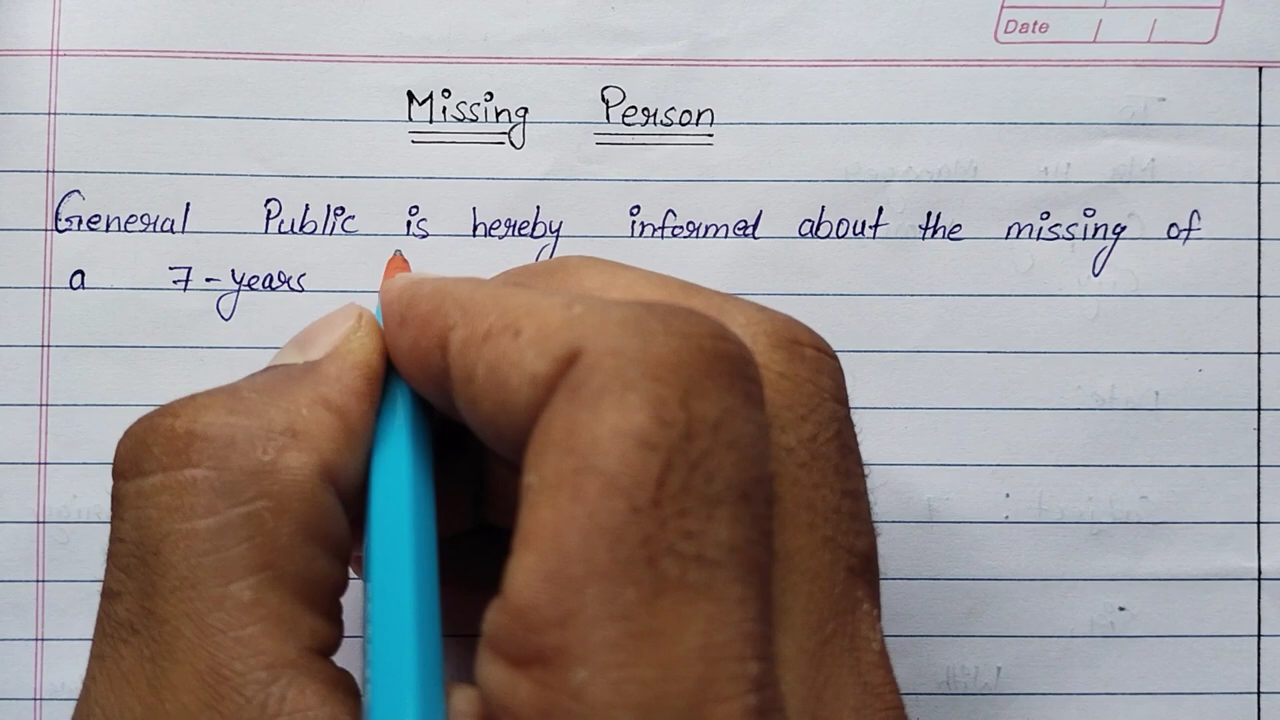 Date
Missing Person
General Public is hereby informed about the missing of
a 7-years